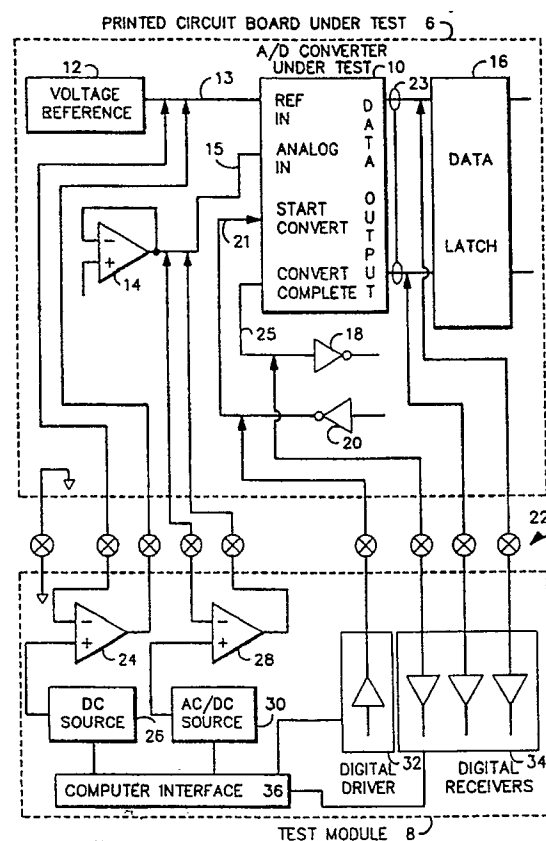 PRINTED CIRCUIT BOARD UNDER TEST 6
A/D CONVERTER
UNDER TEST
10
12
VOLTAGE
REFERENCE
13
REF
IN
ANALOG
IN
START
CONVERT
CONVERT
COMPLETE
DATA OUTPUT
23
16
DATA
LATCH
15
21
14
25
18
20
22
24
28
DC
SOURCE
26
AC/DC
SOURCE
30
COMPUTER INTERFACE 36
32
DIGITAL
DRIVER
34
DIGITAL
RECEIVERS
TEST MODULE 8